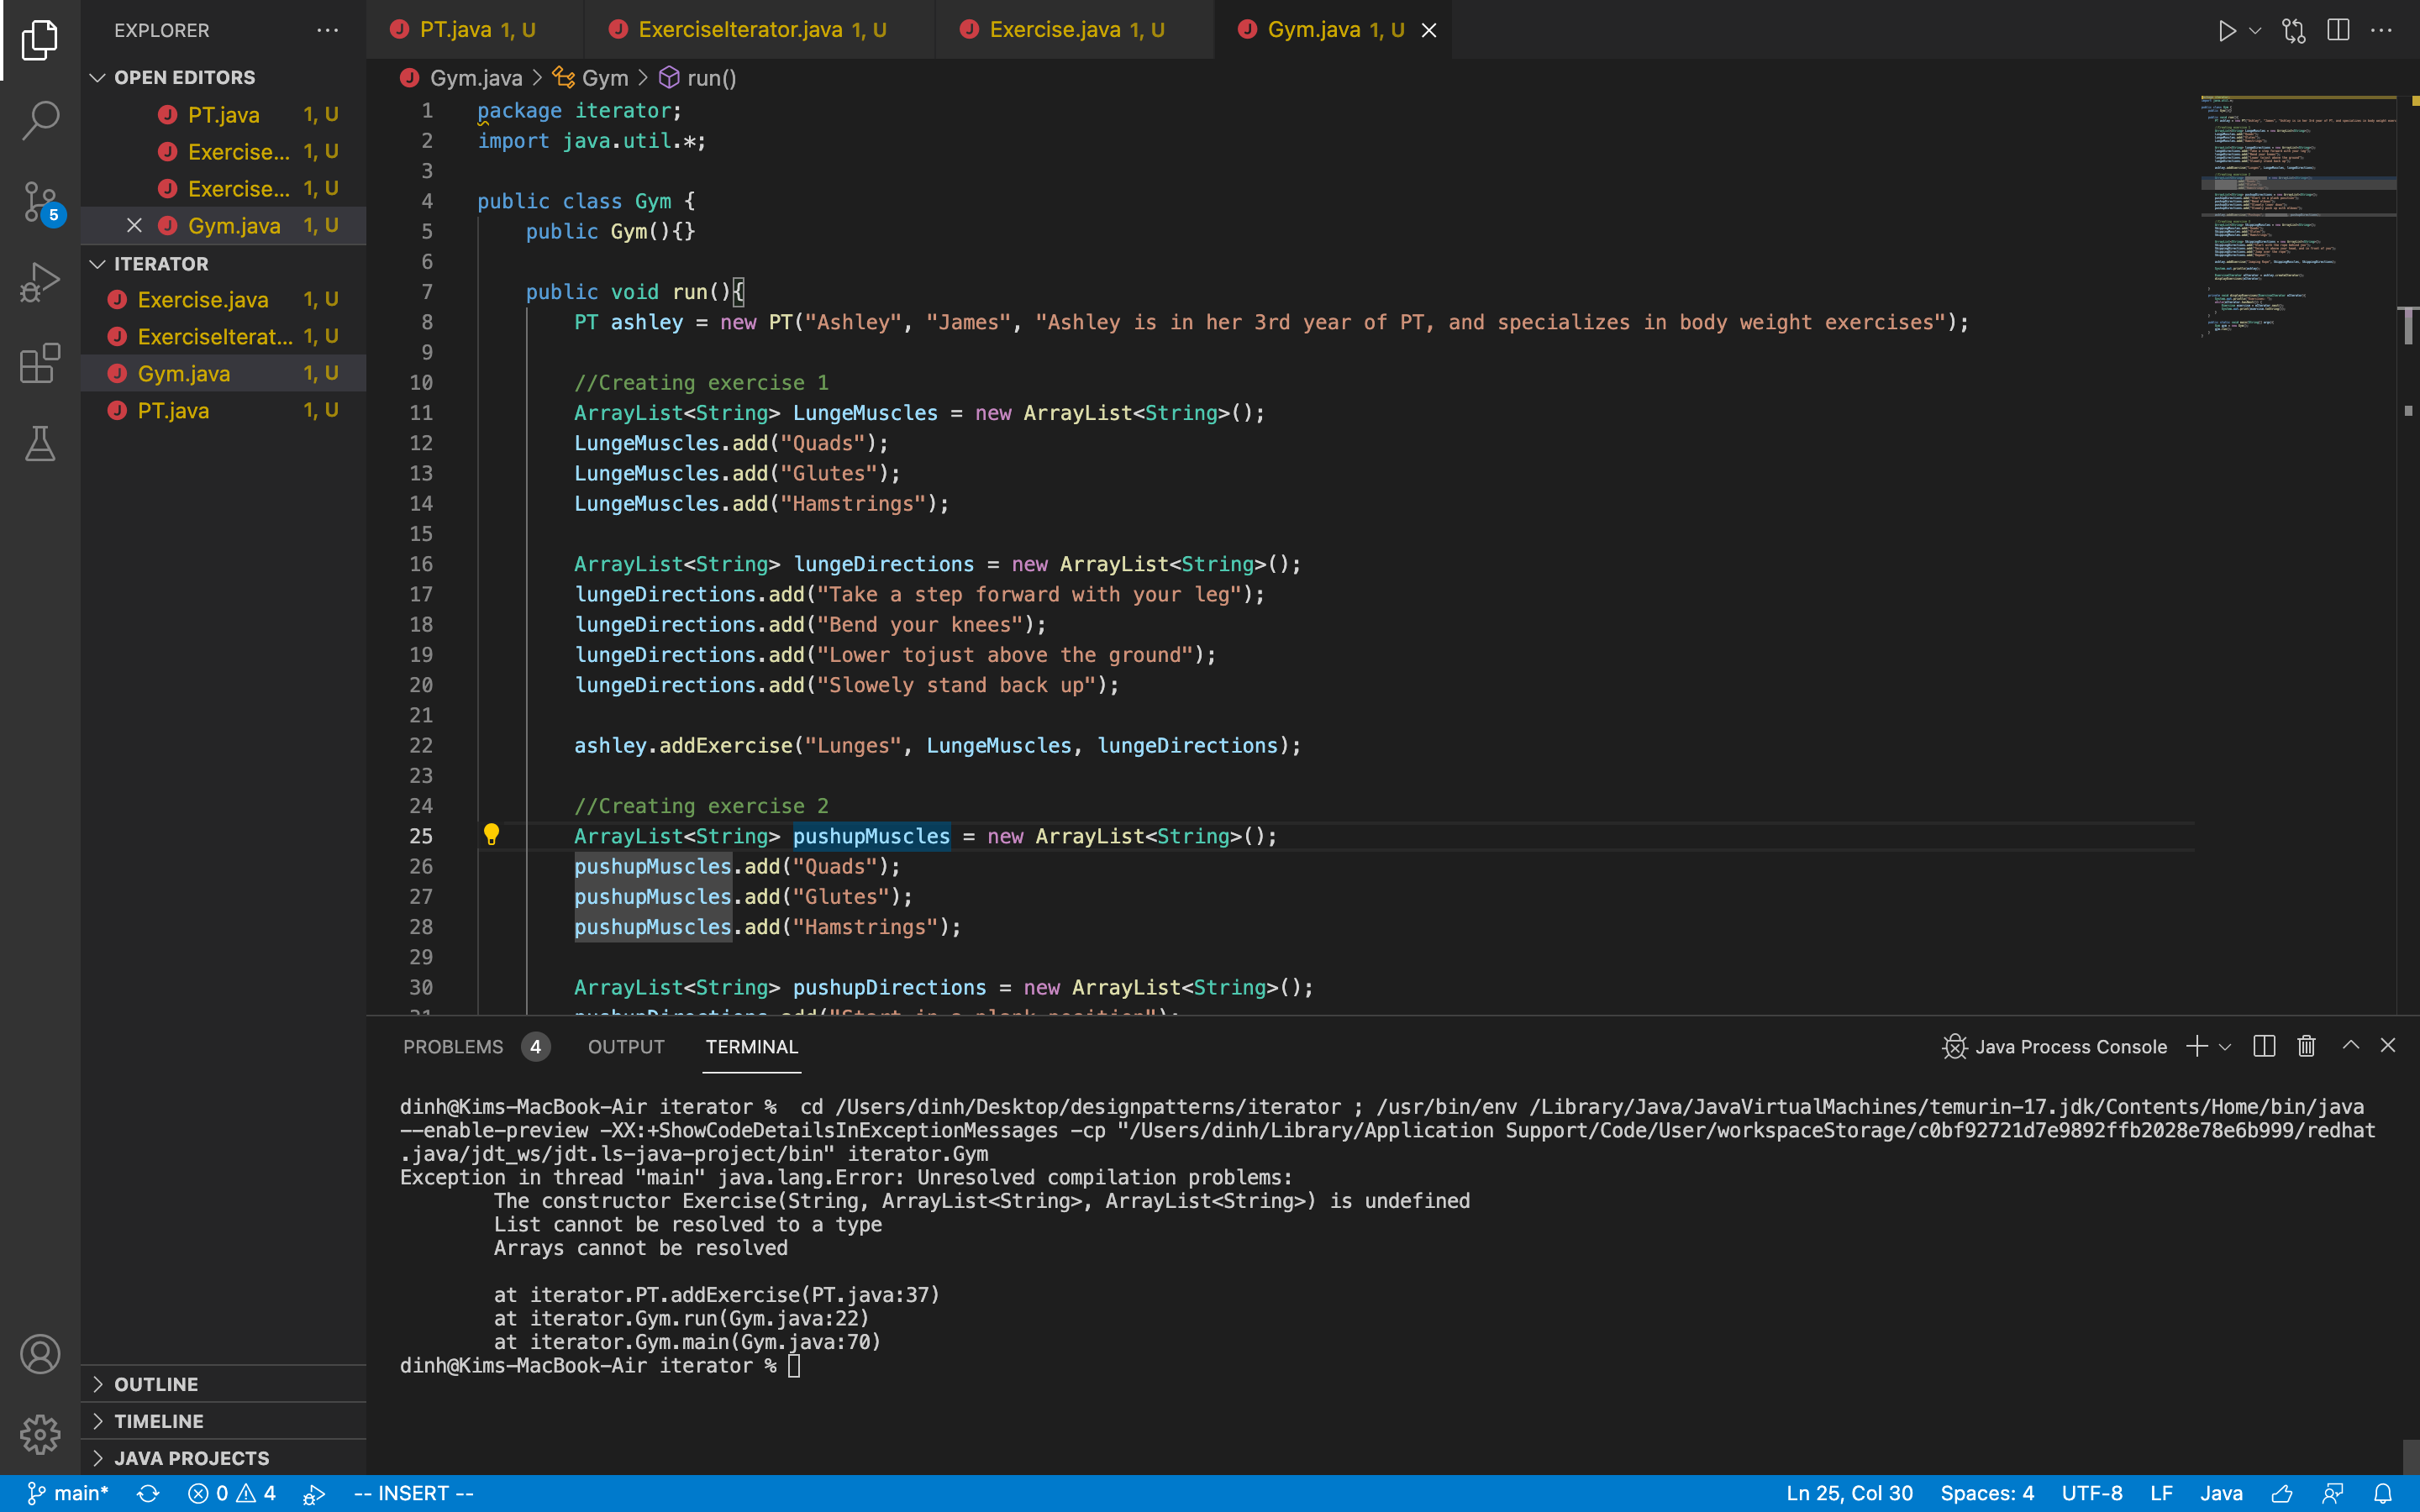 EXPLORER
OPEN EDITORS
PT.java 1, U
Exercise... 1, U
Exercise... 1, U
Gym.java 1, U
ITERATOR
Exercise.java 1, U
ExerciseIterat... 1, U
Gym.java 1, U
PT.java 1, U
OUTLINE
TIMELINE
JAVA PROJECTS
5
PT.java 1, U
ExerciseIterator.java 1, U
Exercise.java 1, U
Gym.java 1, U
Gym.java > Gym > run()
1 package iterator;
2 import java.util.*;
3
4 public class Gym {
5 public Gym(){}
6
7 public void run(){
8 PT ashley = new PT("Ashley", "James", "Ashley is in her 3rd year of PT, and specializes in body weight exercises");
9
10 //Creating exercise 1
11 ArrayList<String> LungeMuscles = new ArrayList<String>();
12 LungeMuscles.add("Quads");
13 LungeMuscles.add("Glutes");
14 LungeMuscles.add("Hamstrings");
15
16 ArrayList<String> lungeDirections = new ArrayList<String>();
17 lungeDirections.add("Take a step forward with your leg");
18 lungeDirections.add("Bend your knees");
19 lungeDirections.add("Lower tojust above the ground");
20 lungeDirections.add("Slowely stand back up");
21
22 ashley.addExercise("Lunges", LungeMuscles, lungeDirections);
23
24 //Creating exercise 2
25 ArrayList<String> pushupMuscles = new ArrayList<String>();
26 pushupMuscles.add("Quads");
27 pushupMuscles.add("Glutes");
28 pushupMuscles.add("Hamstrings");
29
30 ArrayList<String> pushupDirections = new ArrayList<String>();
31 pushupDirections.add("Start in a plank position");
PROBLEMS 4 OUTPUT TERMINAL
Java Process Console
dinh@Kims-MacBook-Air iterator % cd /Users/dinh/Desktop/designpatterns/iterator ; /usr/bin/env /Library/Java/JavaVirtualMachines/temurin-17.jdk/Contents/Home/bin/java
--enable-preview -XX:+ShowCodeDetailsInExceptionMessages -cp "/Users/dinh/Library/Application Support/Code/User/workspaceStorage/c0bf92721d7e9892ffb2028e78e6b999/redhat
.java/jdt_ws/jdt.ls-java-project/bin" iterator.Gym
Exception in thread "main" java.lang.Error: Unresolved compilation problems:
The constructor Exercise(String, ArrayList<String>, ArrayList<String>) is undefined
List cannot be resolved to a type
Arrays cannot be resolved
at iterator.PT.addExercise(PT.java:37)
at iterator.Gym.run(Gym.java:22)
at iterator.Gym.main(Gym.java:70)
dinh@Kims-MacBook-Air iterator %
main* 0 4 -- INSERT -- Ln 25, Col 30 Spaces: 4 UTF-8 LF Java